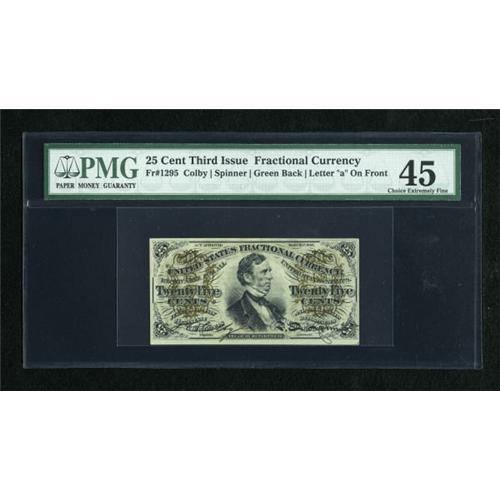 PMG
PAPER MONEY GUARANTY
25 Cent Third Issue Fractional Currency
Fr#1295 Colby | Spinner | Green Back | Letter "a" On Front
45
Choice Extremely Fine
UNITED STATES FRACTIONAL CURRENCY
Twenty Five
CENTS
Twenty Five
CENTS